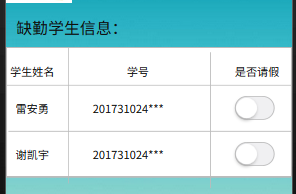 缺勤学生信息：
学生姓名 学号 是否请假
雷安勇 201731024***
谢凯宇 201731024***